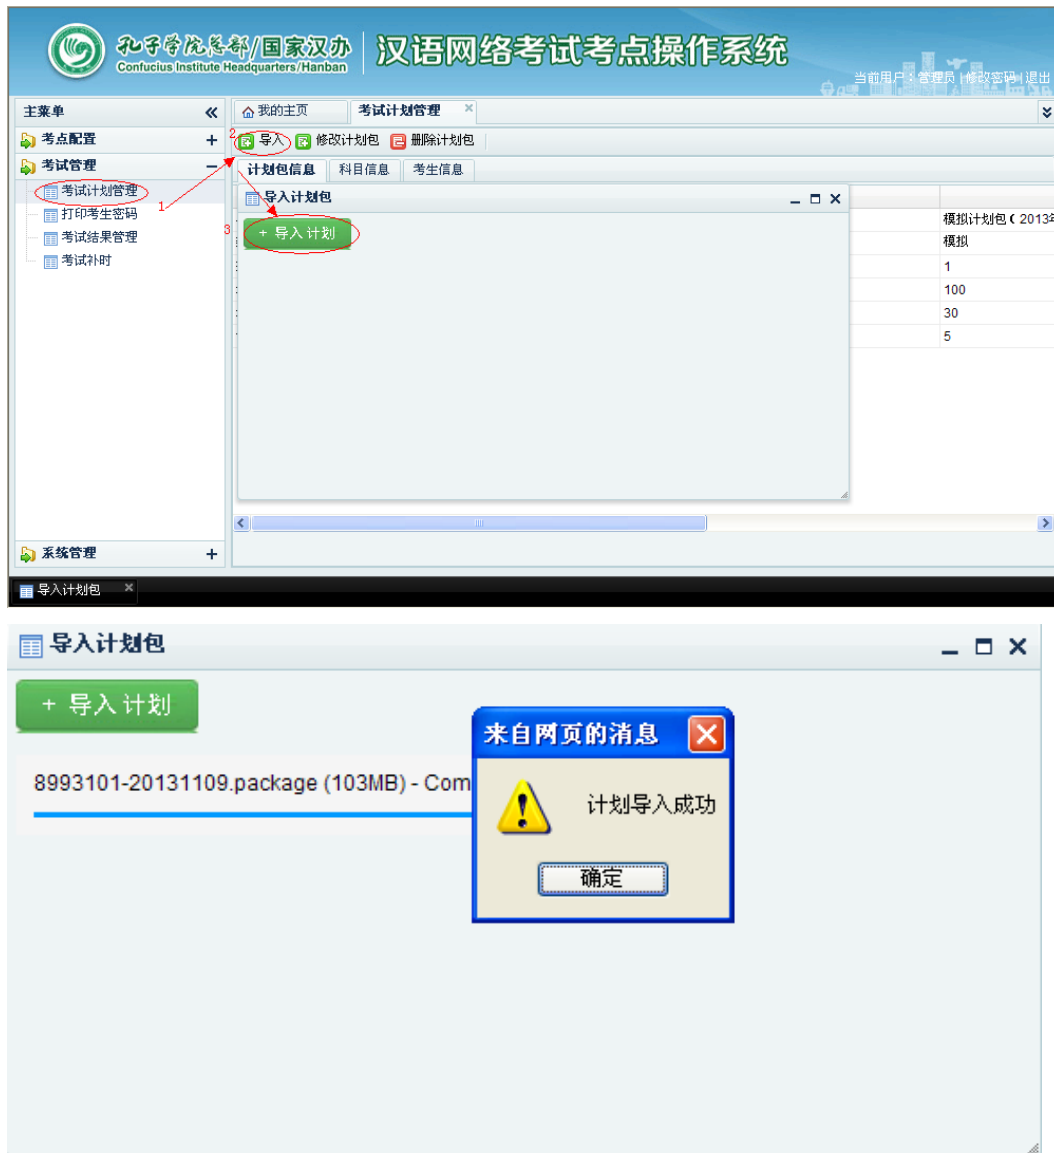 孔子学院总部/国家汉办
Confucius Institute Headquarters/Hanban
汉语网络考试考点操作系统
当前用户：管理员 | 修改密码 | 退出
主菜单
我的主页
考试计划管理
考点配置
2
导入
修改计划包
删除计划包
考试管理
计划包信息
科目信息
考生信息
考试计划管理
导入计划包
1
打印考生密码
模拟计划包(2013年
3
+ 导入计划
考试结果管理
模拟
考试补时
1
100
30
5
系统管理
导入计划包
导入计划包
+ 导入计划
来自网页的消息
8993101-20131109.package (103MB) - Com
计划导入成功
确定